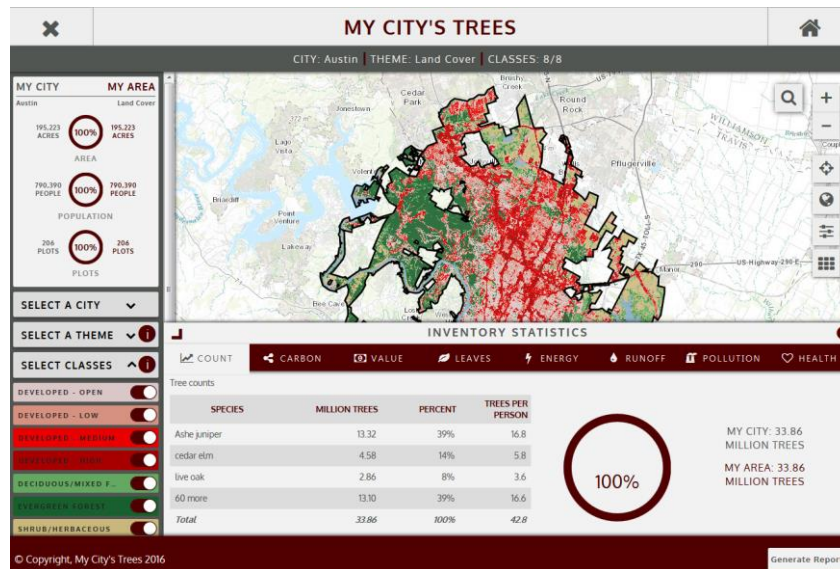 MY CITY'S TREES
CITY: Austin | THEME: Land Cover | CLASSES: 8/8
MY CITY MY AREA
Austin Land Cover
195,223 ACRES 100% 195,223 ACRES
AREA
790,390 PEOPLE 100% 790,390 PEOPLE
POPULATION
206 PLOTS 100% 206 PLOTS
PLOTS
SELECT A CITY
SELECT A THEME
SELECT CLASSES
DEVELOPED - OPEN
DEVELOPED - LOW
DEVELOPED - MEDIUM
DEVELOPED - HIGH
DECIDUOUS/MIXED F...
EVERGREEN FOREST
SHRUB/HERBACEOUS
Cedar Park
Brushy Creek
Round Rock
Jonestown
Lago Vista
Volente
Briarcliff
Point Venture
Lakeway
Bee Cave
Pflugerville
WILLIAMSON
TRAVIS
Manor
290
US-Highway 290-E
INVENTORY STATISTICS
COUNT CARBON VALUE LEAVES ENERGY RUNOFF POLLUTION HEALTH
Tree counts
SPECIES MILLION TREES PERCENT TREES PER PERSON
Ashe juniper 13.32 39% 16.8
cedar elm 4.58 14% 5.8
live oak 2.86 8% 3.6
60 more 13.10 39% 16.6
Total 33.86 100% 42.8
100%
MY CITY: 33.86
MILLION TREES
MY AREA: 33.86
MILLION TREES
© Copyright, My City's Trees 2016
Generate Repor